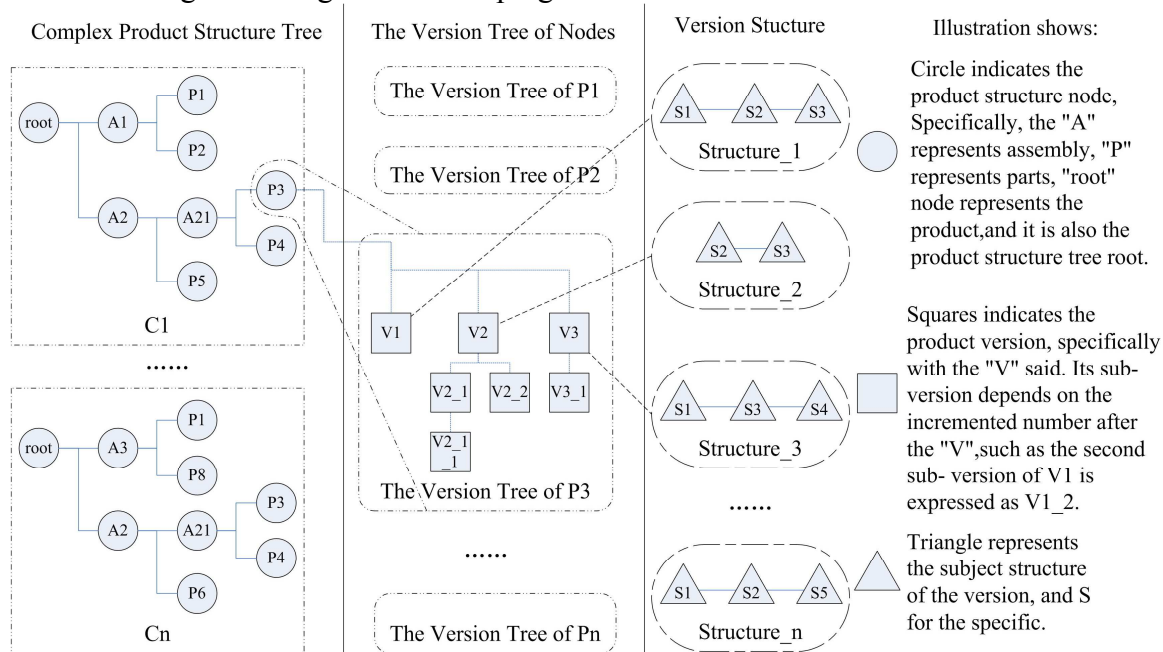 Complex Product Structure Tree
root
A1
P1
P2
A2
A21
P3
P4
P5
C1
......
root
A3
P1
P8
A2
A21
P3
P4
P6
Cn
The Version Tree of Nodes
The Version Tree of P1
The Version Tree of P2
V1
V2
V3
V2_1
V2_2
V3_1
V2_1
_1
The Version Tree of P3
......
The Version Tree of Pn
Version Stucture
S1
S2
S3
Structure_1
S2
S3
Structure_2
S1
S3
S4
Structure_3
......
S1
S2
S5
Structure_n
Illustration shows:
Circle indicates the
product structure node,
Specifically, the "A"
represents assembly, "P"
represents parts, "root"
node represents the
product,and it is also the
product structure tree root.
Squares indicates the
product version, specifically
with the "V" said. Its sub-
version depends on the
incremented number after
the "V",such as the second
sub- version of V1 is
expressed as V1_2.
Triangle represents
the subject structure
of the version, and S
for the specific.